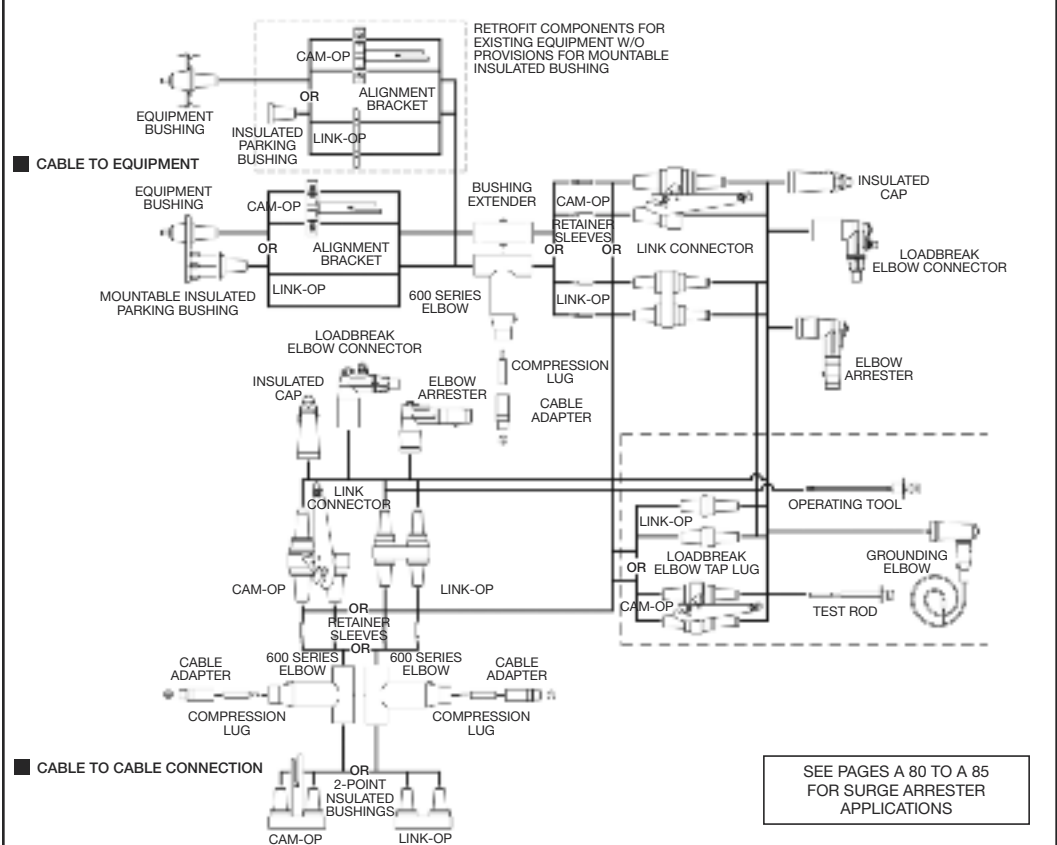 RETROFIT COMPONENTS FOR
EXISTING EQUIPMENT W/O
PROVISIONS FOR MOUNTABLE
INSULATED BUSHING
CAM-OP
OR
ALIGNMENT
BRACKET
EQUIPMENT
BUSHING
INSULATED
PARKING
BUSHING
LINK-OP
CABLE TO EQUIPMENT
EQUIPMENT
BUSHING
CAM-OP
OR
ALIGNMENT
BRACKET
LINK-OP
MOUNTABLE INSULATED
PARKING BUSHING
BUSHING
EXTENDER
600 SERIES
ELBOW
CAM-OP
RETAINER
SLEEVES
OR
OR
LINK-OP
LINK CONNECTOR
INSULATED
CAP
LOADBREAK
ELBOW CONNECTOR
ELBOW
ARRESTER
COMPRESSION
LUG
CABLE
ADAPTER
LOADBREAK
ELBOW CONNECTOR
INSULATED
CAP
ELBOW
ARRESTER
LINK
CONNECTOR
CAM-OP
LINK-OP
OR
RETAINER
SLEEVES
OR
OPERATING TOOL
LINK-OP
LOADBREAK
ELBOW TAP LUG
OR
CAM-OP
GROUNDING
ELBOW
TEST ROD
600 SERIES
ELBOW
600 SERIES
ELBOW
CABLE
ADAPTER
CABLE
ADAPTER
COMPRESSION
LUG
COMPRESSION
LUG
CABLE TO CABLE CONNECTION
OR
2-POINT
NSULATED
BUSHINGS
CAM-OP
LINK-OP
SEE PAGES A 80 TO A 85
FOR SURGE ARRESTER
APPLICATIONS